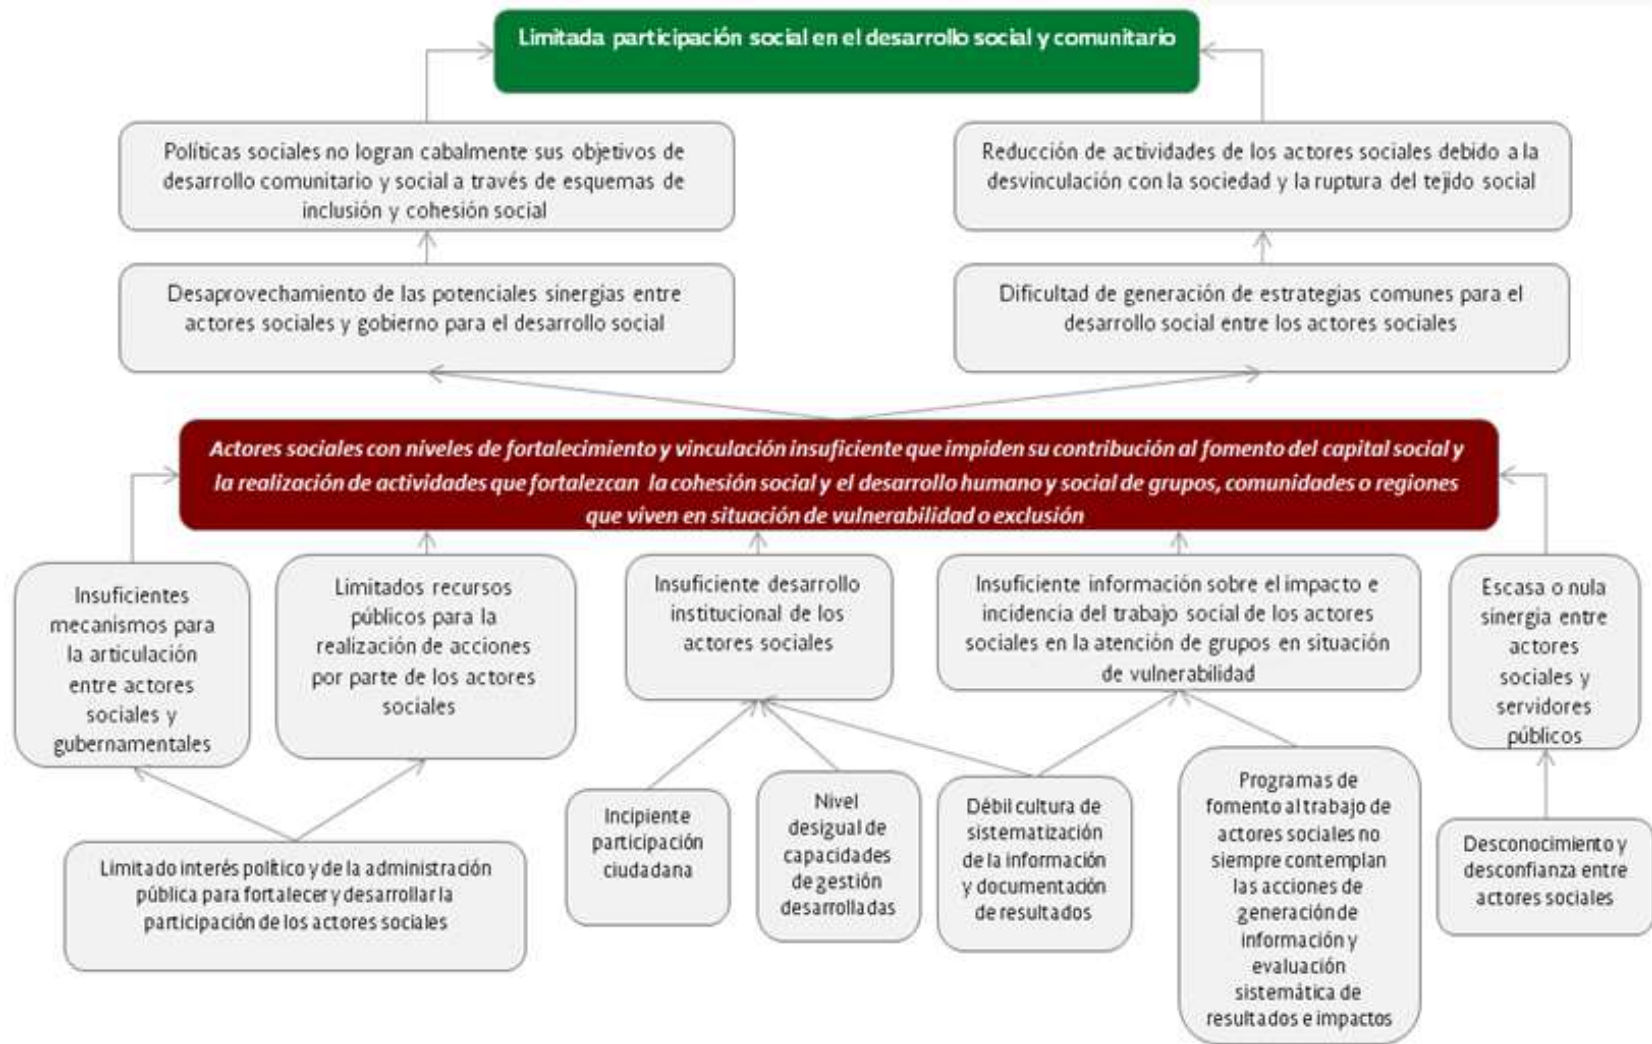 Limitada participación social en el desarrollo social y comunitario
Políticas sociales no logran cabalmente sus objetivos de
desarrollo comunitario y social a través de esquemas de
inclusión y cohesión social
Reducción de actividades de los actores sociales debido a la
desvinculación con la sociedad y la ruptura del tejido social
Desaprovechamiento de las potenciales sinergias entre
actores sociales y gobierno para el desarrollo social
Dificultad de generación de estrategias comunes para el
desarrollo social entre los actores sociales
Actores sociales con niveles de fortalecimiento y vinculación insuficiente que impiden su contribución al fomento del capital social y
la realización de actividades que fortalezcan la cohesión social y el desarrollo humano y social de grupos, comunidades o regiones
que viven en situación de vulnerabilidad o exclusión
Insuficientes
mecanismos para
la articulación
entre actores
sociales y
gubernamentales
Limitados recursos
públicos para la
realización de acciones
por parte de los actores
sociales
Insuficiente desarrollo
institucional de los
actores sociales
Insuficiente información sobre el impacto e
incidencia del trabajo social de los actores
sociales en la atención de grupos en situación
de vulnerabilidad
Escasa o nula
sinergia entre
actores
sociales y
servidores
públicos
Limitado interés político y de la administración
pública para fortalecer y desarrollar la
participación de los actores sociales
Incipiente
participación
ciudadana
Nivel
desigual de
capacidades
de gestión
desarrolladas
Débil cultura de
sistematización
de la información
y documentación
de resultados
Programas de
fomento al trabajo de
actores sociales no
siempre contemplan
las acciones de
generación de
información y
evaluación
sistemática de
resultados e impactos
Desconocimiento y
desconfianza entre
actores sociales